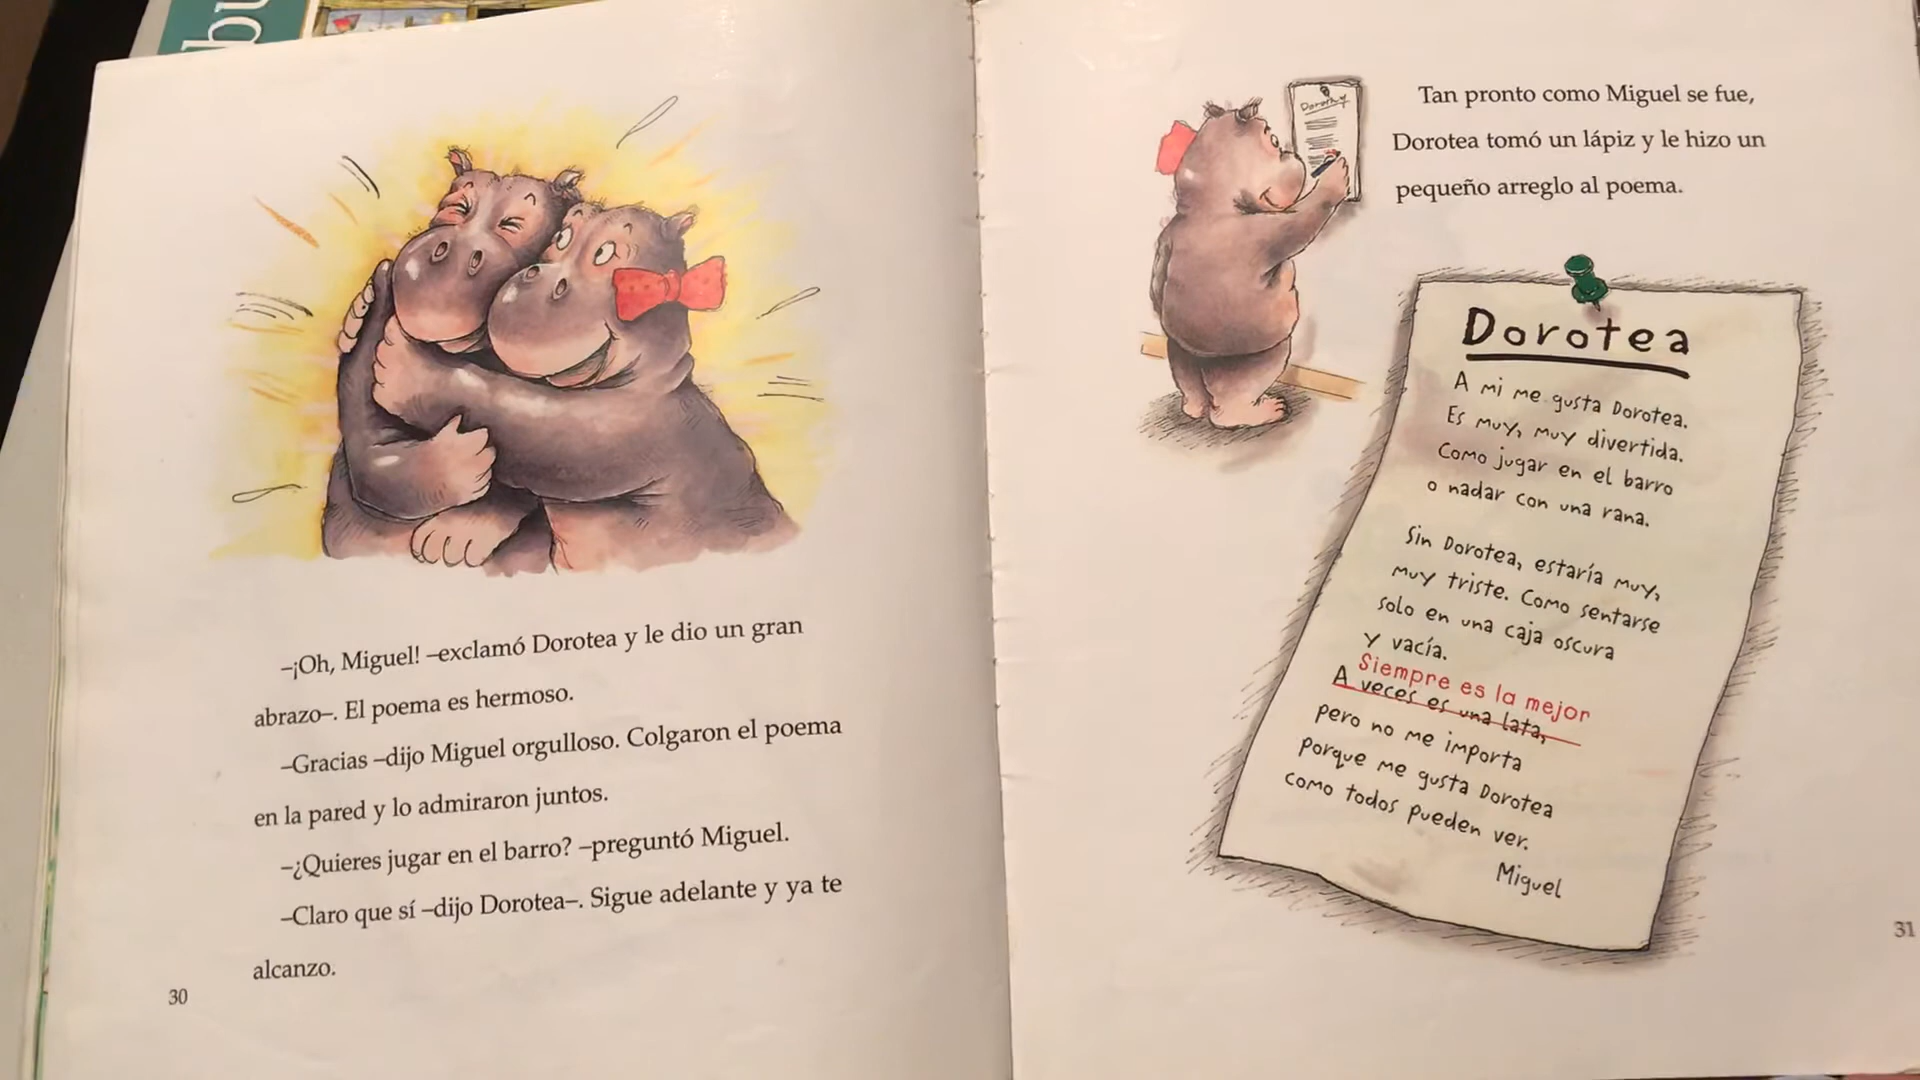 bu
–¡Oh, Miguel! –exclamó Dorotea y le dio un gran
abrazo–. El poema es hermoso.
–Gracias –dijo Miguel orgulloso. Colgaron el poema
en la pared y lo admiraron juntos.
–¿Quieres jugar en el barro? –preguntó Miguel.
–Claro que sí –dijo Dorotea–. Sigue adelante y ya te
alcanzo.
30
Dorothy
Tan pronto como Miguel se fue,
Dorotea tomó un lápiz y le hizo un
pequeño arreglo al poema.
Dorotea
A mi me gusta Dorotea.
Es muy, muy divertida.
Como jugar en el barro
o nadar con una rana.
Sin Dorotea, estaría muy,
muy triste. Como sentarse
solo en una caja oscura
y vacía.
Siempre es la mejor
A veces es una lata,
pero no me importa
porque me gusta Dorotea
como todos pueden ver.
Miguel
31